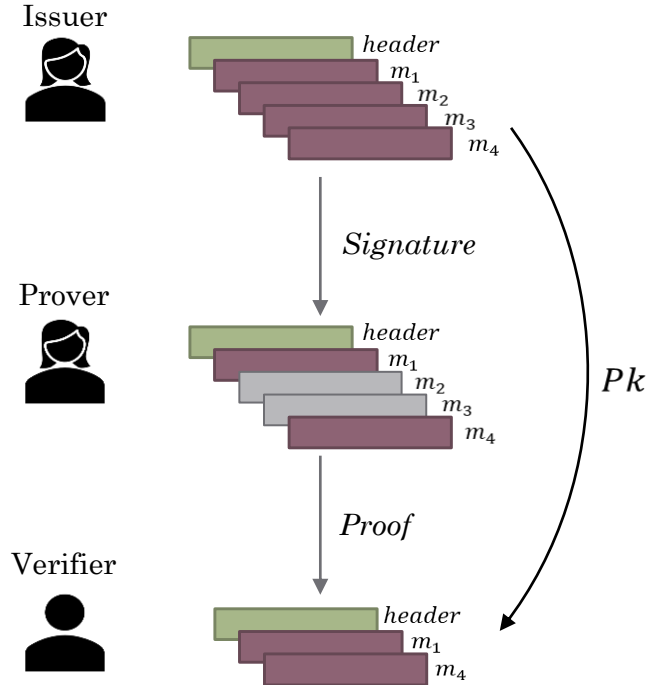 Issuer
header
m₁
m₂
m₃
m₄
Signature
Prover
header
m₁
m₂
m₃
m₄
Pk
Proof
Verifier
header
m₁
m₄